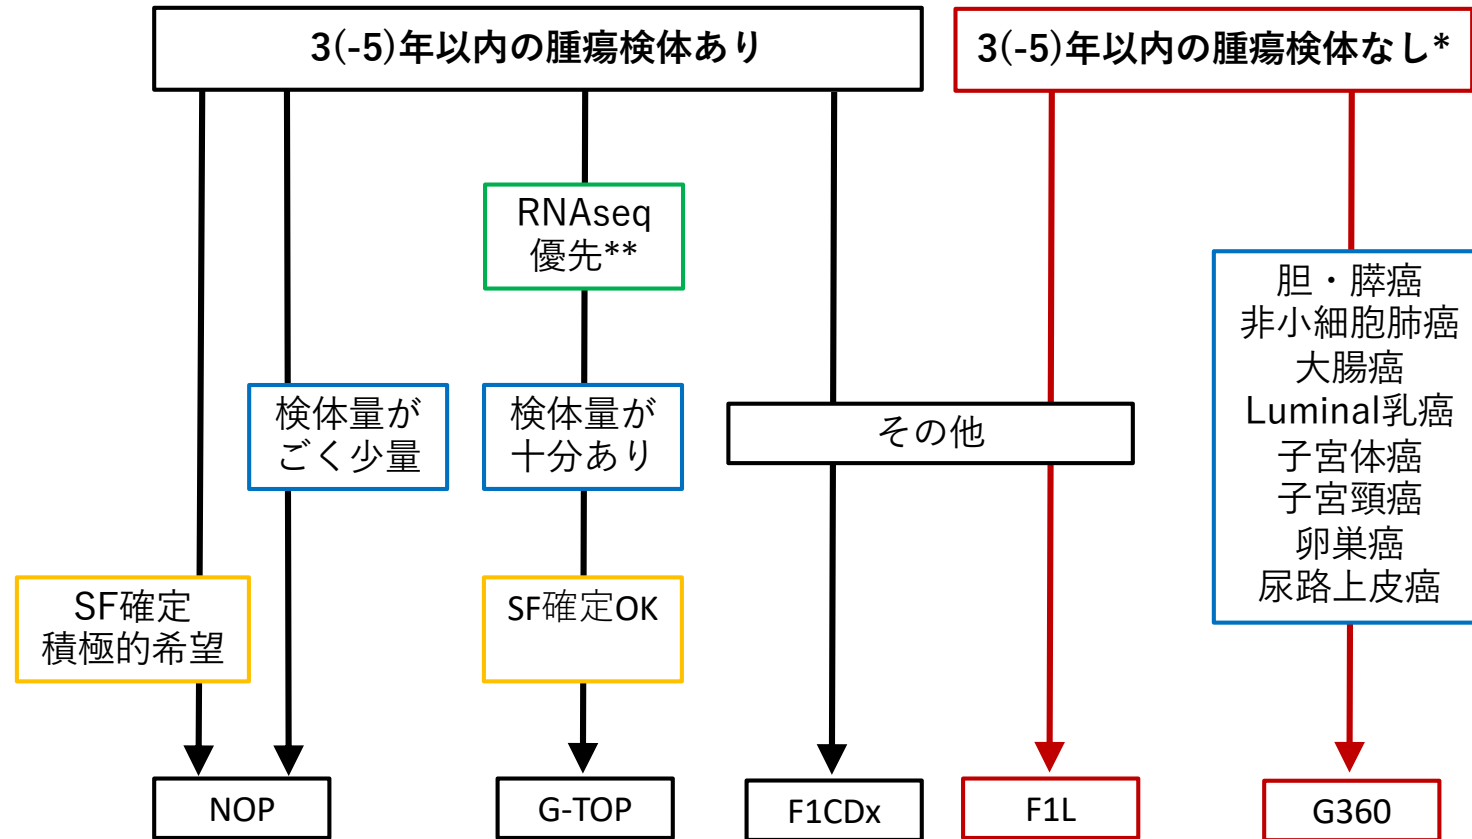 3(-5)年以内の腫瘍検体あり
3(-5)年以内の腫瘍検体なし*
RNAseq
優先**
胆・膵癌
非小細胞肺癌
大腸癌
Luminal乳癌
子宮体癌
子宮頸癌
卵巣癌
尿路上皮癌
検体量が
ごく少量
検体量が
十分あり
その他
SF確定
積極的希望
SF確定OK
NOP
G-TOP
F1CDx
F1L
G360